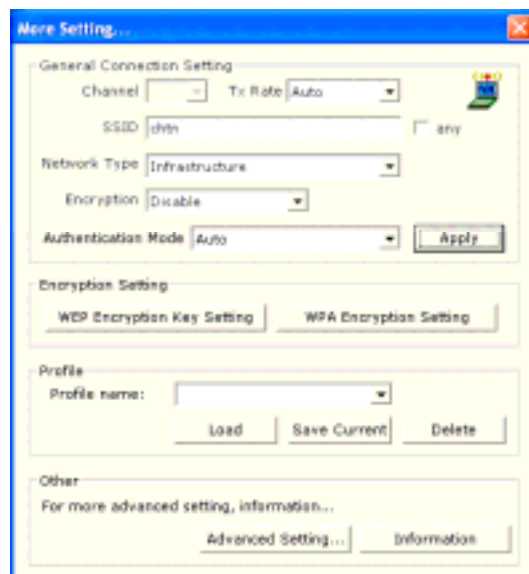 More Setting...
General Connection Setting
Channel Tx Rate Auto
SSID chtn any
Network Type Infrastructure
Encryption Disable
Authentication Mode Auto Apply
Encryption Setting
WEP Encryption Key Setting WPA Encryption Setting
Profile
Profile name:
Load Save Current Delete
Other
For more advanced setting, information...
Advanced Setting... Information